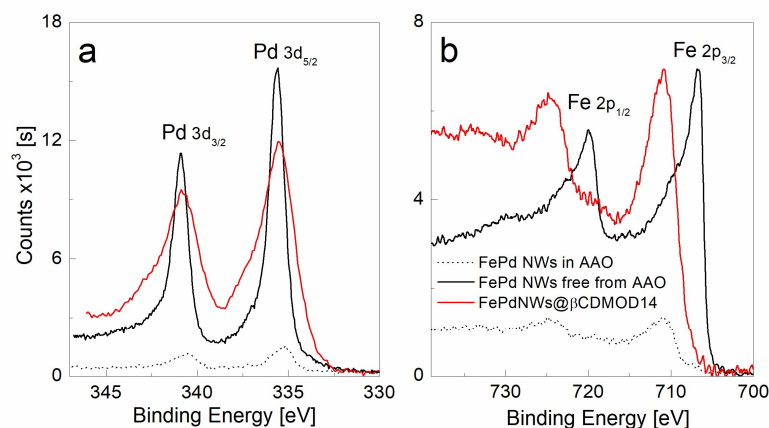 a
Pd 3d5/2
Pd 3d3/2
18
12
6
0
345
340
335
330
Counts x10³ [s]
Binding Energy [eV]
b
Fe 2p3/2
Fe 2p1/2
8
4
0
FePd NWs in AAO
FePd NWs free from AAO
FePdNWs@βCDMOD14
730
720
710
700
Binding Energy [eV]